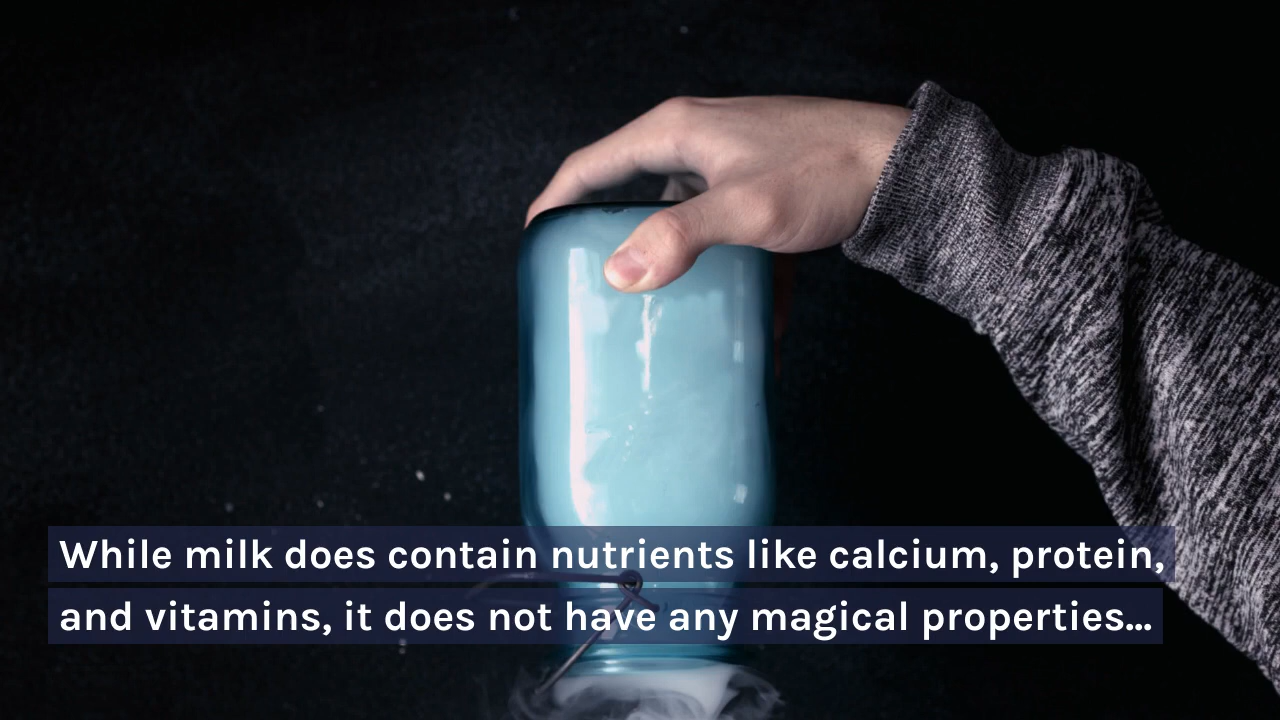 While milk does contain nutrients like calcium, protein,
and vitamins, it does not have any magical properties...